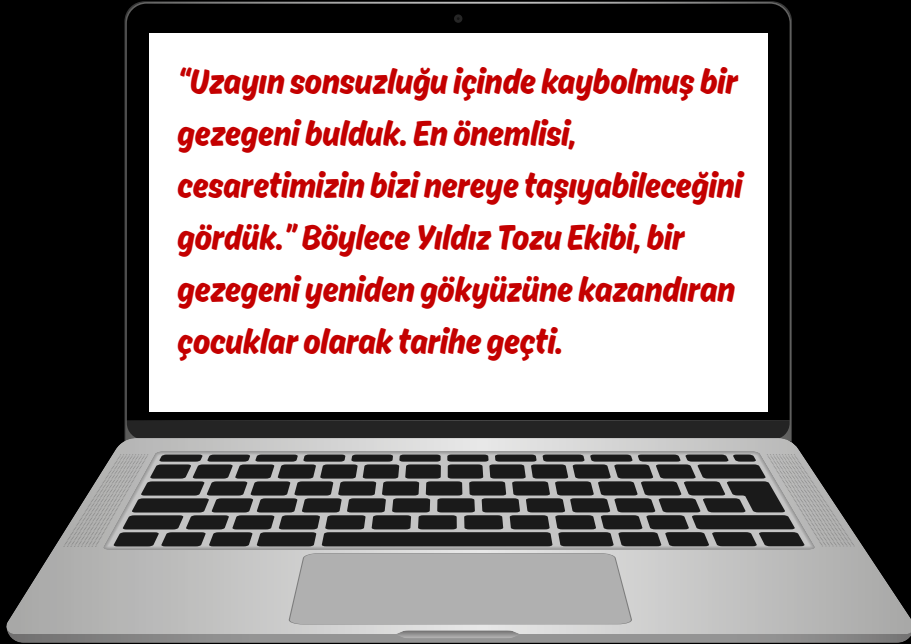 “Uzayın sonsuzluğu içinde kaybolmuş bir
gezegeni bulduk. En önemlisi,
cesaretimizin bizi nereye taşıyabileceğini
gördük.” Böylece Yıldız Tozu Ekibi, bir
gezegeni yeniden gökyüzüne kazandıran
çocuklar olarak tarihe geçti.